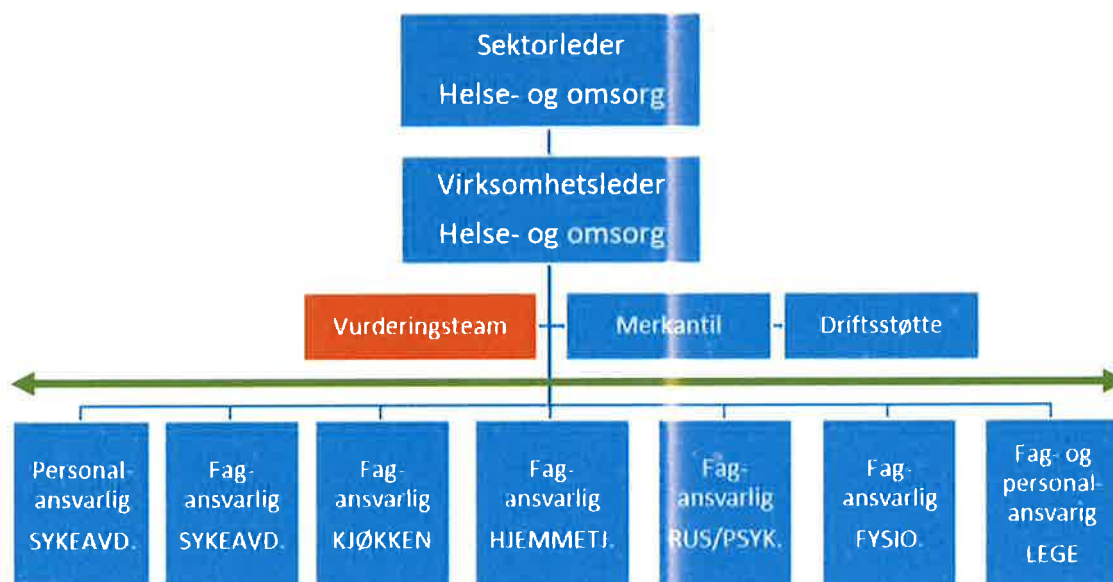 Sektorleder
Helse- og omsorg
Virksomhetsleder
Helse- og omsorg
Vurderingsteam
Merkantil
Driftsstøtte
Personal-
ansvarlig
SYKEAVD.
Fag-
ansvarlig
SYKEAVD.
Fag-
ansvarlig
KJØKKEN
Fag-
ansvarlig
HJEMMETJ.
Fag-
ansvarlig
RUS/PSYK.
Fag-
ansvarlig
FYSIO.
Fag- og
personal-
ansvarig
LEGE